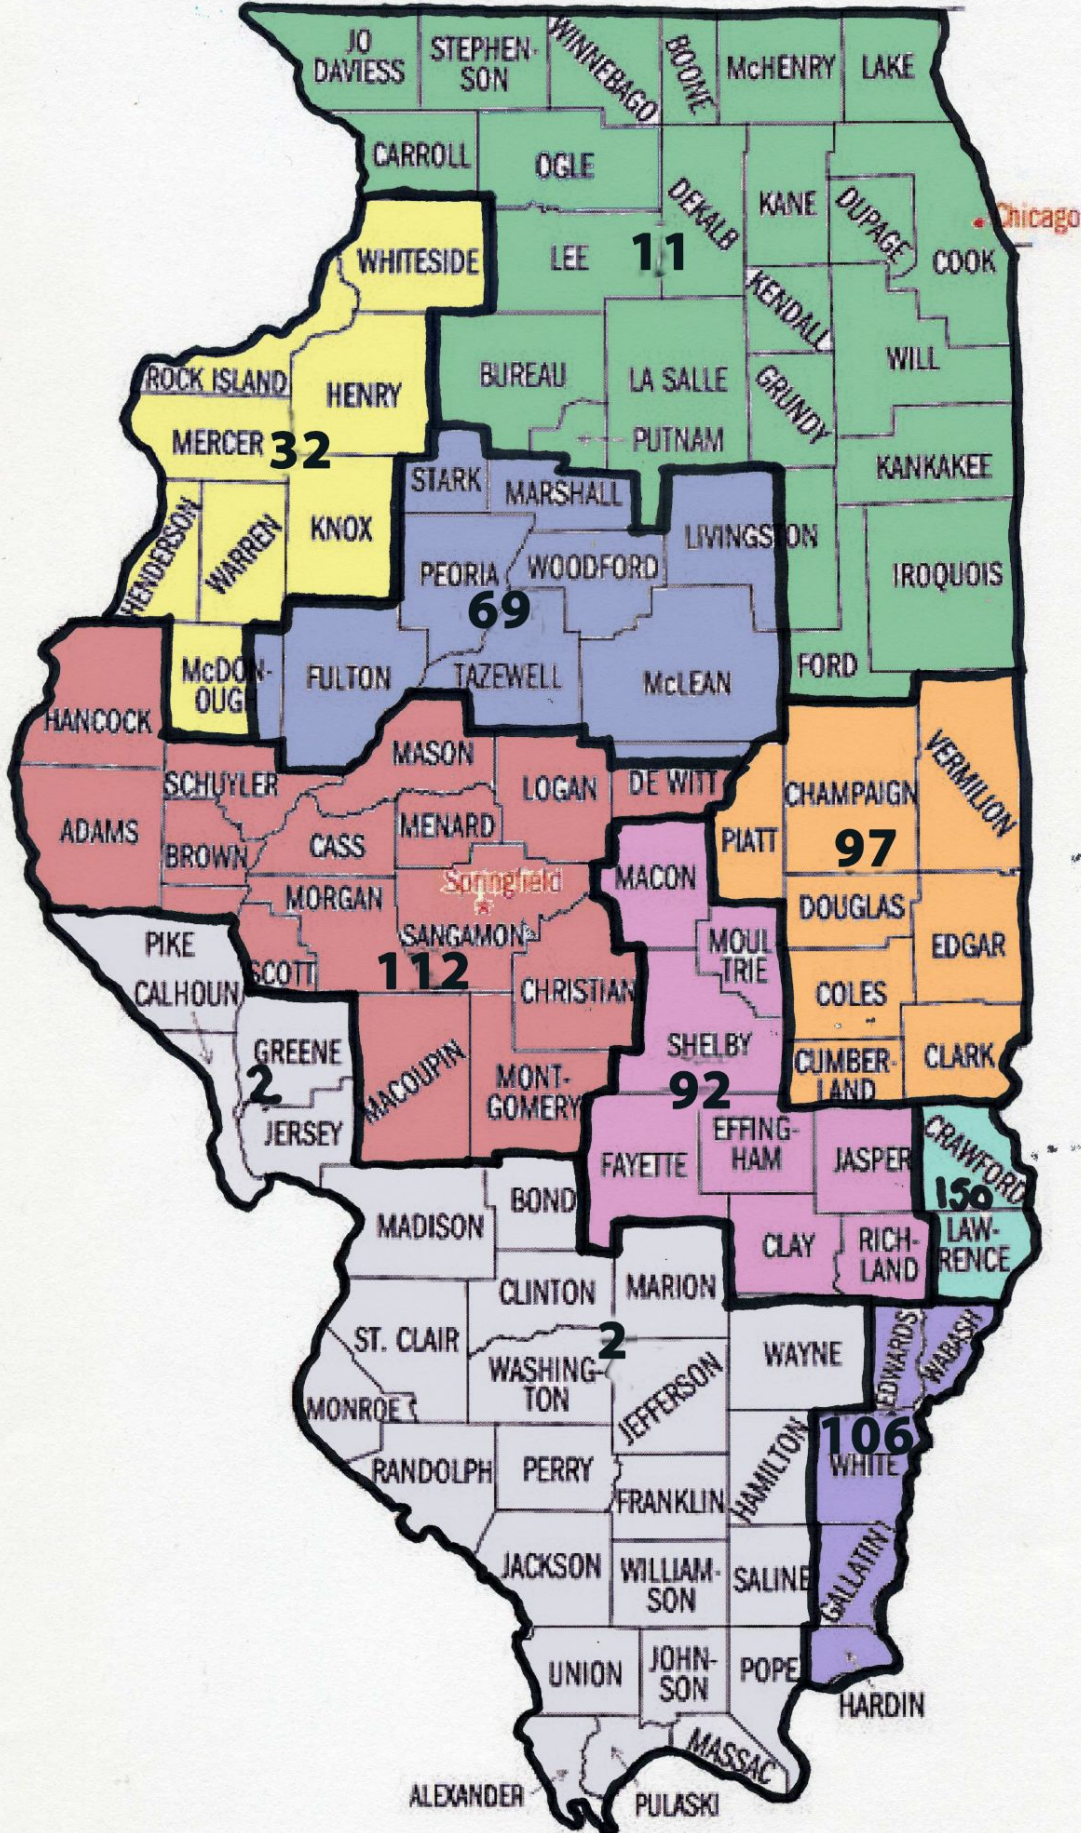 JO
DAVIESS
STEPHEN-
SON
WINNEBAGO
BOONE
McHENRY
LAKE
CARROLL
OGLE
DEKALB
KANE
DUPAGE
Chicago
COOK
WHITESIDE
LEE
11
KENDALL
WILL
ROCK ISLAND
HENRY
BUREAU
LA SALLE
GRUNDY
MERCER
32
PUTNAM
KANKAKEE
STARK
MARSHALL
HENDERSON
WARREN
KNOX
LIVINGSTON
PEORIA
WOODFORD
IROQUOIS
69
McDON-
OUG
FULTON
TAZEWELL
McLEAN
FORD
HANCOCK
MASON
SCHUYLER
LOGAN
DE WITT
CHAMPAIGN
VERMILION
ADAMS
BROWN
CASS
MENARD
PIATT
97
MORGAN
Springfield
MACON
DOUGLAS
PIKE
SCOTT
SANGAMON
112
MOUL
TRIE
EDGAR
CALHOUN
CHRISTIAN
COLES
GREENE
2
MACOUPIN
MONT-
GOMERY
SHELBY
92
CUMBER-
LAND
CLARK
JERSEY
FAYETTE
EFFING-
HAM
JASPER
CRAWFORD
150
MADISON
BOND
CLAY
RICH-
LAND
LAW-
RENCE
CLINTON
MARION
ST. CLAIR
2
WASHING-
TON
WAYNE
EDWARDS
WABASH
MONROE
JEFFERSON
106
WHITE
RANDOLPH
PERRY
FRANKLIN
HAMILTON
JACKSON
WILLIAM-
SON
SALINE
GALLATIN
UNION
JOHN-
SON
POPE
HARDIN
MASSAC
ALEXANDER
PULASKI